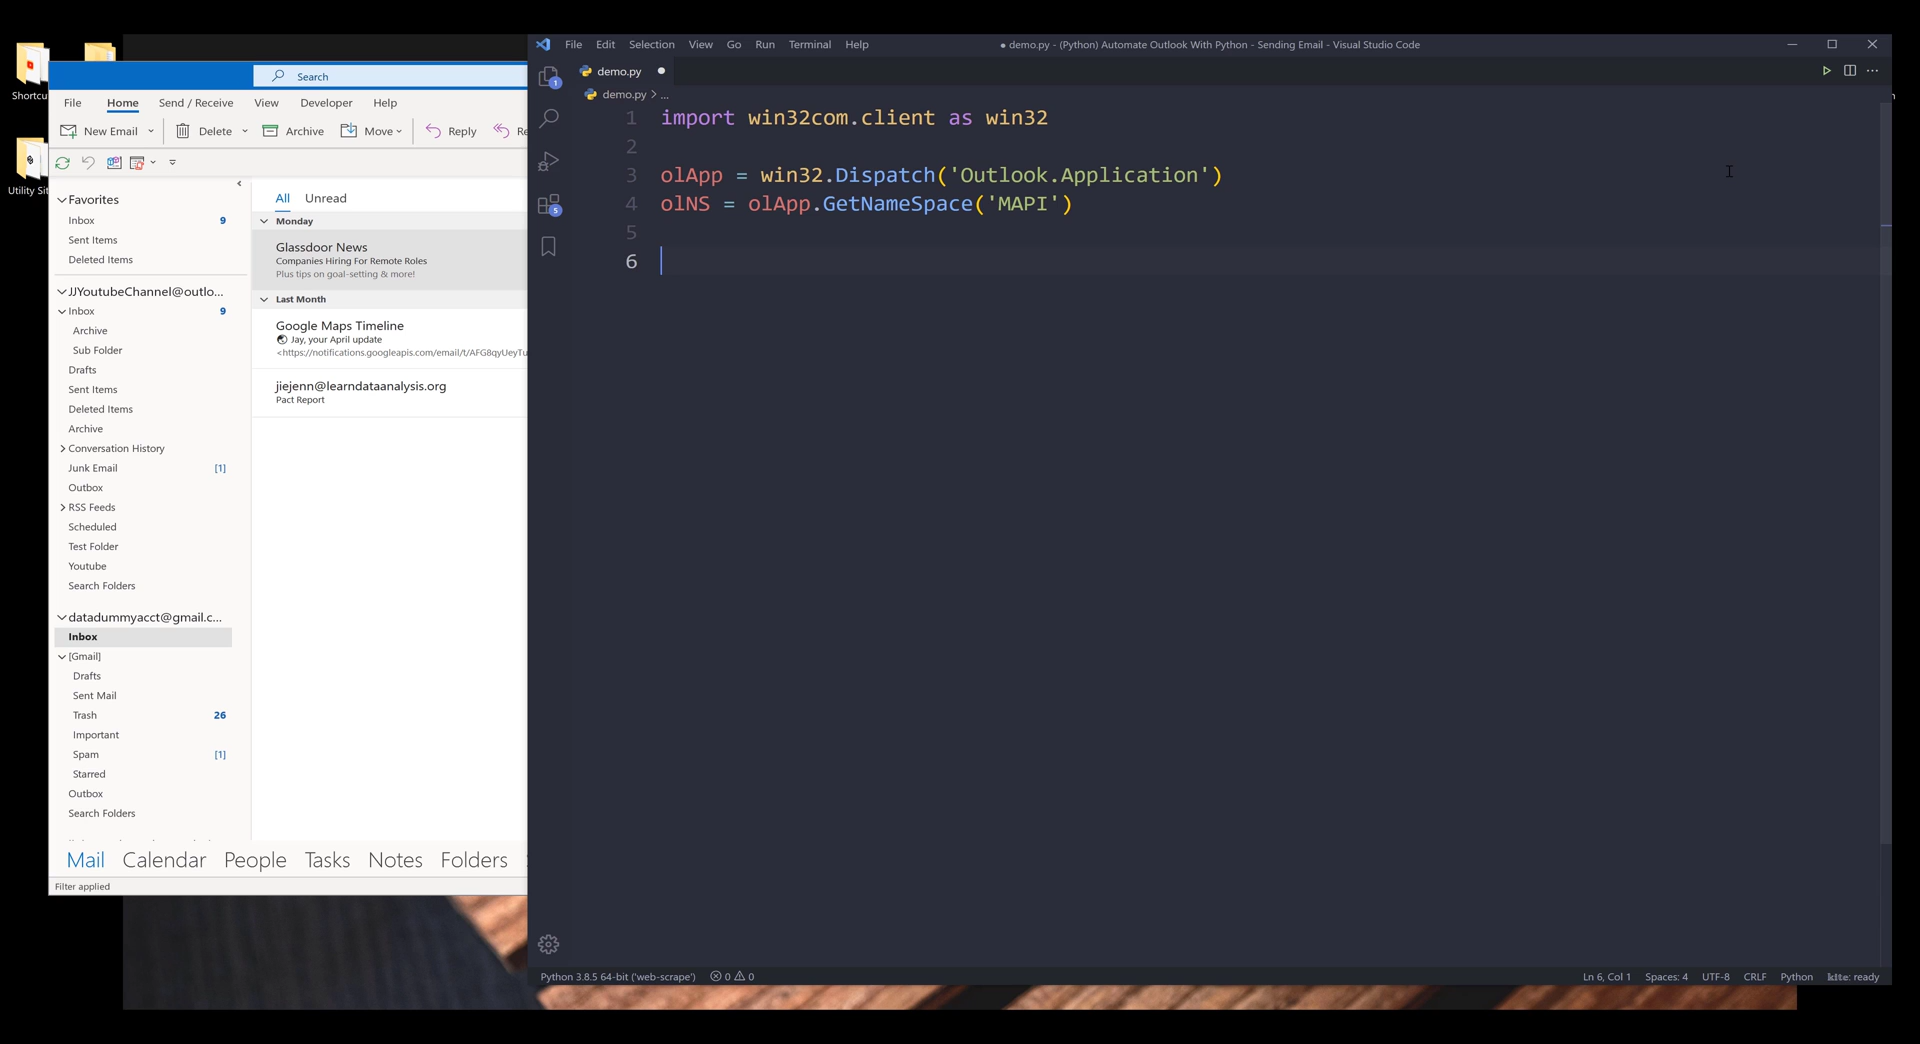 Shortcu
Utility Sit
Search
File Home Send / Receive View Developer Help
New Email Delete Archive Move Reply Re
Favorites
Inbox 9
Sent Items
Deleted Items
JJYoutubeChannel@outlo...
Inbox 9
Archive
Sub Folder
Drafts
Sent Items
Deleted Items
Archive
Conversation History
Junk Email [1]
Outbox
RSS Feeds
Scheduled
Test Folder
Youtube
Search Folders
datadummyacct@gmail.c...
Inbox
[Gmail]
Drafts
Sent Mail
Trash 26
Important
Spam [1]
Starred
Outbox
Search Folders
All Unread
Monday
Glassdoor News
Companies Hiring For Remote Roles
Plus tips on goal-setting & more!
Last Month
Google Maps Timeline
Jay, your April update
<https://notifications.googleapis.com/email/t/AFG8qyUeyTu
jiejenn@learndataanalysis.org
Pact Report
Mail Calendar People Tasks Notes Folders
Filter applied
File Edit Selection View Go Run Terminal Help
● demo.py - (Python) Automate Outlook With Python - Sending Email - Visual Studio Code
1
5
demo.py ●
demo.py > ...
1 import win32com.client as win32
2
3 olApp = win32.Dispatch('Outlook.Application')
4 olNS = olApp.GetNameSpace('MAPI')
5
6
Python 3.8.5 64-bit ('web-scrape') 0 0
Ln 6, Col 1 Spaces: 4 UTF-8 CRLF Python kite: ready